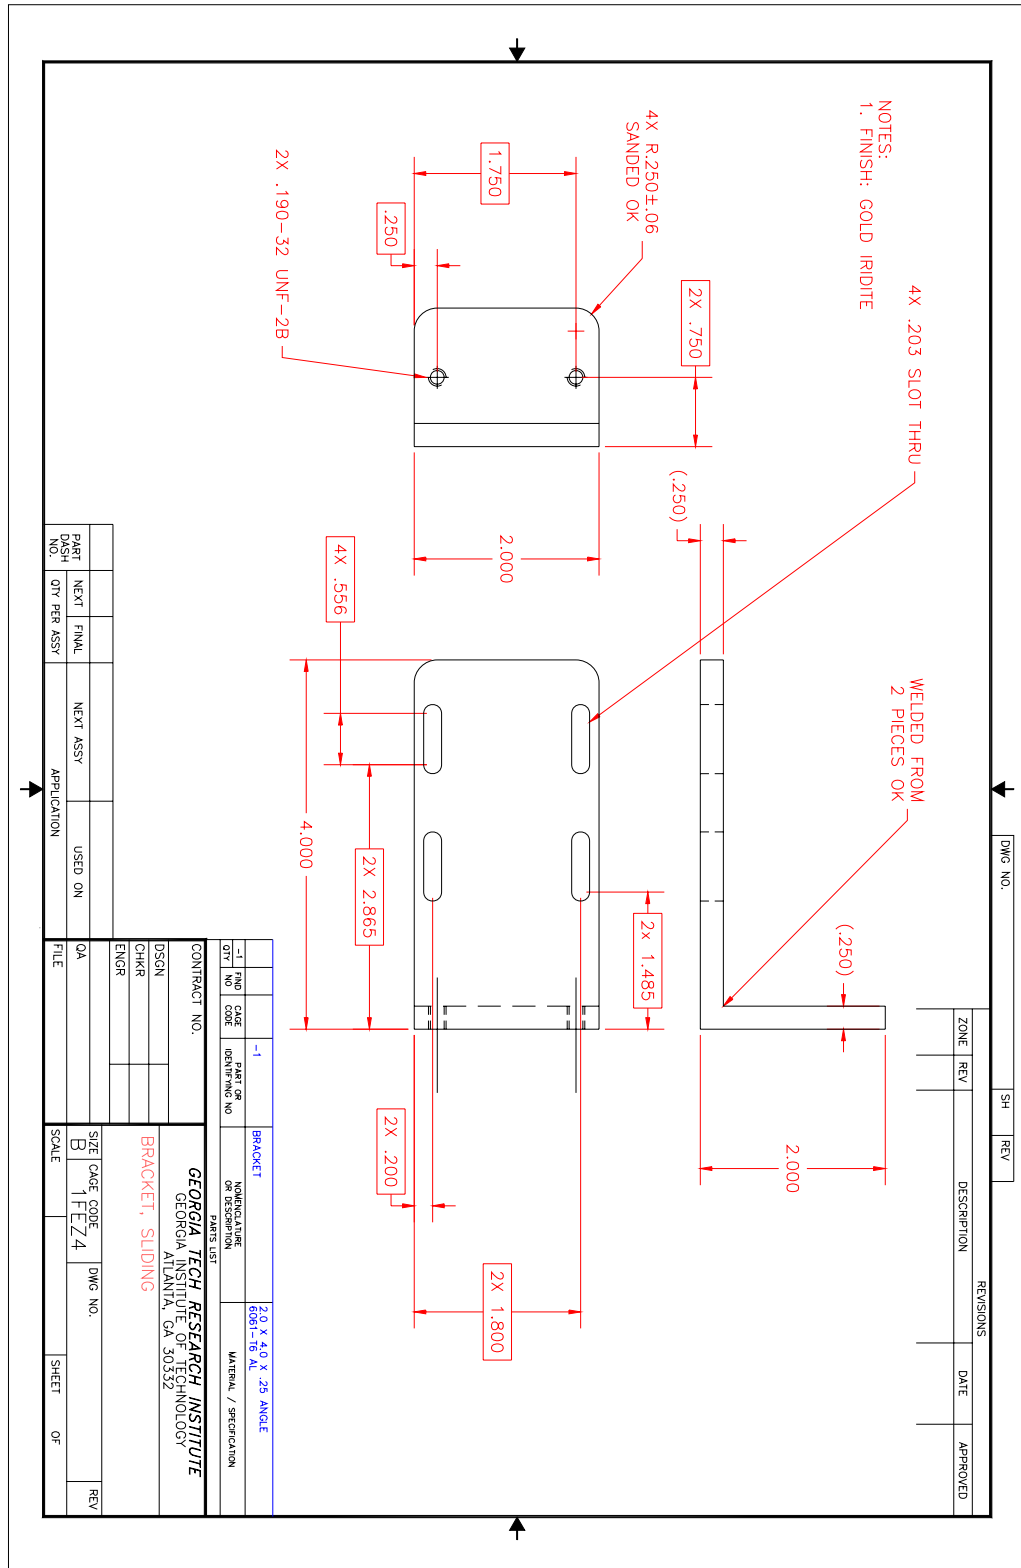 DWG NO.
SH
REV
REVISIONS
ZONE
REV
DESCRIPTION
DATE
APPROVED
NOTES:
1. FINISH: GOLD IRIDITE
4X .203 SLOT THRU
WELDED FROM
2 PIECES OK
(.250)
(.250)
2.000
4X R.250±.06
SANDED OK
2X .750
1.750
.250
2X .190-32 UNF-2B
2.000
4X .556
4.000
2X 2.865
2x 1.485
2X .200
2X 1.800
-1
BRACKET
2.0 X 4.0 X .25 ANGLE
6061-T6 AL
-1
QTY
FIND
NO
CAGE
CODE
PART OR
IDENTIFYING NO
NOMENCLATURE
OR DESCRIPTION
MATERIAL / SPECIFICATION
PARTS LIST
CONTRACT NO.
DSGN
CHKR
ENGR
QA
FILE
GEORGIA TECH RESEARCH INSTITUTE
GEORGIA INSTITUTE OF TECHNOLOGY
ATLANTA, GA 30332
BRACKET, SLIDING
SIZE
B
CAGE CODE
1FEZ4
DWG NO.
REV
SCALE
SHEET
OF
PART
DASH
NO.
NEXT
FINAL
QTY PER ASSY
NEXT ASSY
USED ON
APPLICATION